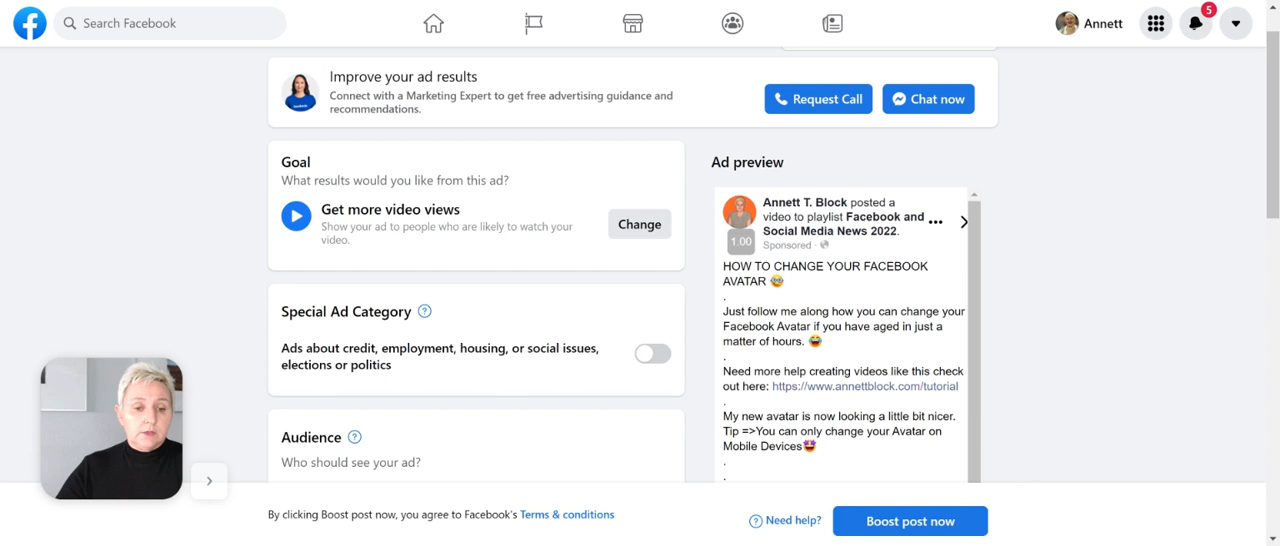 Search Facebook
Annett
5
Improve your ad results
Connect with a Marketing Expert to get free advertising guidance and
recommendations.
Request Call
Chat now
Goal
What results would you like from this ad?
Get more video views
Show your ad to people who are likely to watch your
video.
Change
Special Ad Category
Ads about credit, employment, housing, or social issues,
elections or politics
Audience
Who should see your ad?
Ad preview
Annett T. Block posted a
video to playlist Facebook and
Social Media News 2022.
1.00
Sponsored ·
HOW TO CHANGE YOUR FACEBOOK
AVATAR 🤣
.
Just follow me along how you can change your
Facebook Avatar if you have aged in just a
matter of hours. 😂
.
Need more help creating videos like this check
out here: https://www.annettblock.com/tutorial
.
My new avatar is now looking a little bit nicer.
Tip =>You can only change your Avatar on
Mobile Devices🤩
.
.
By clicking Boost post now, you agree to Facebook's Terms & conditions
Need help?
Boost post now